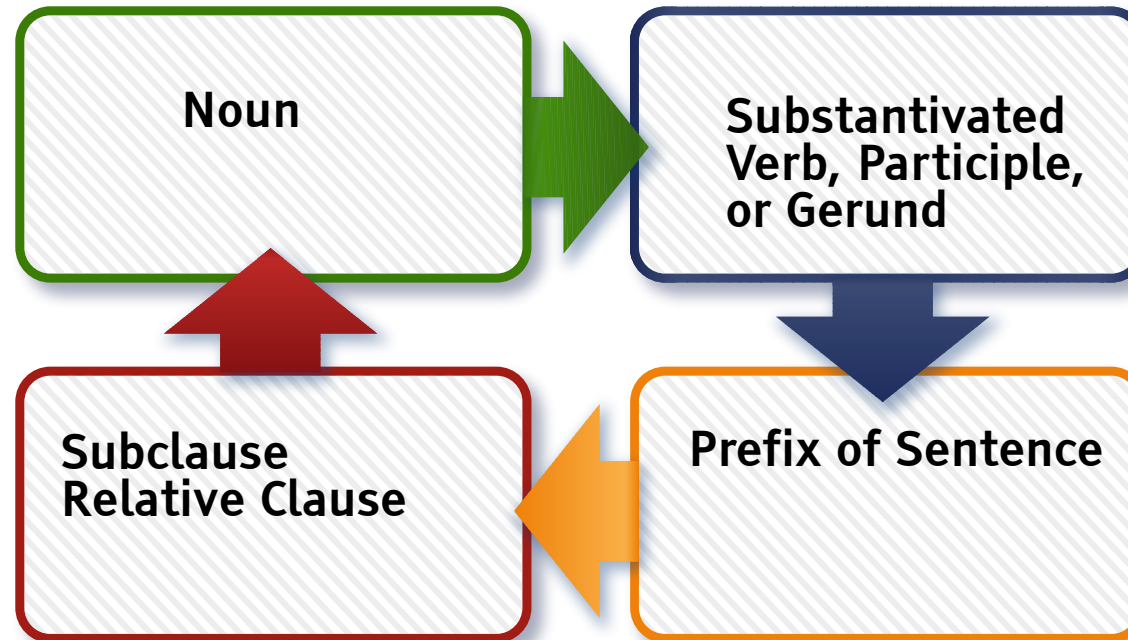 Noun
Substantivated
Verb, Participle,
or Gerund
Subclause
Relative Clause
Prefix of Sentence